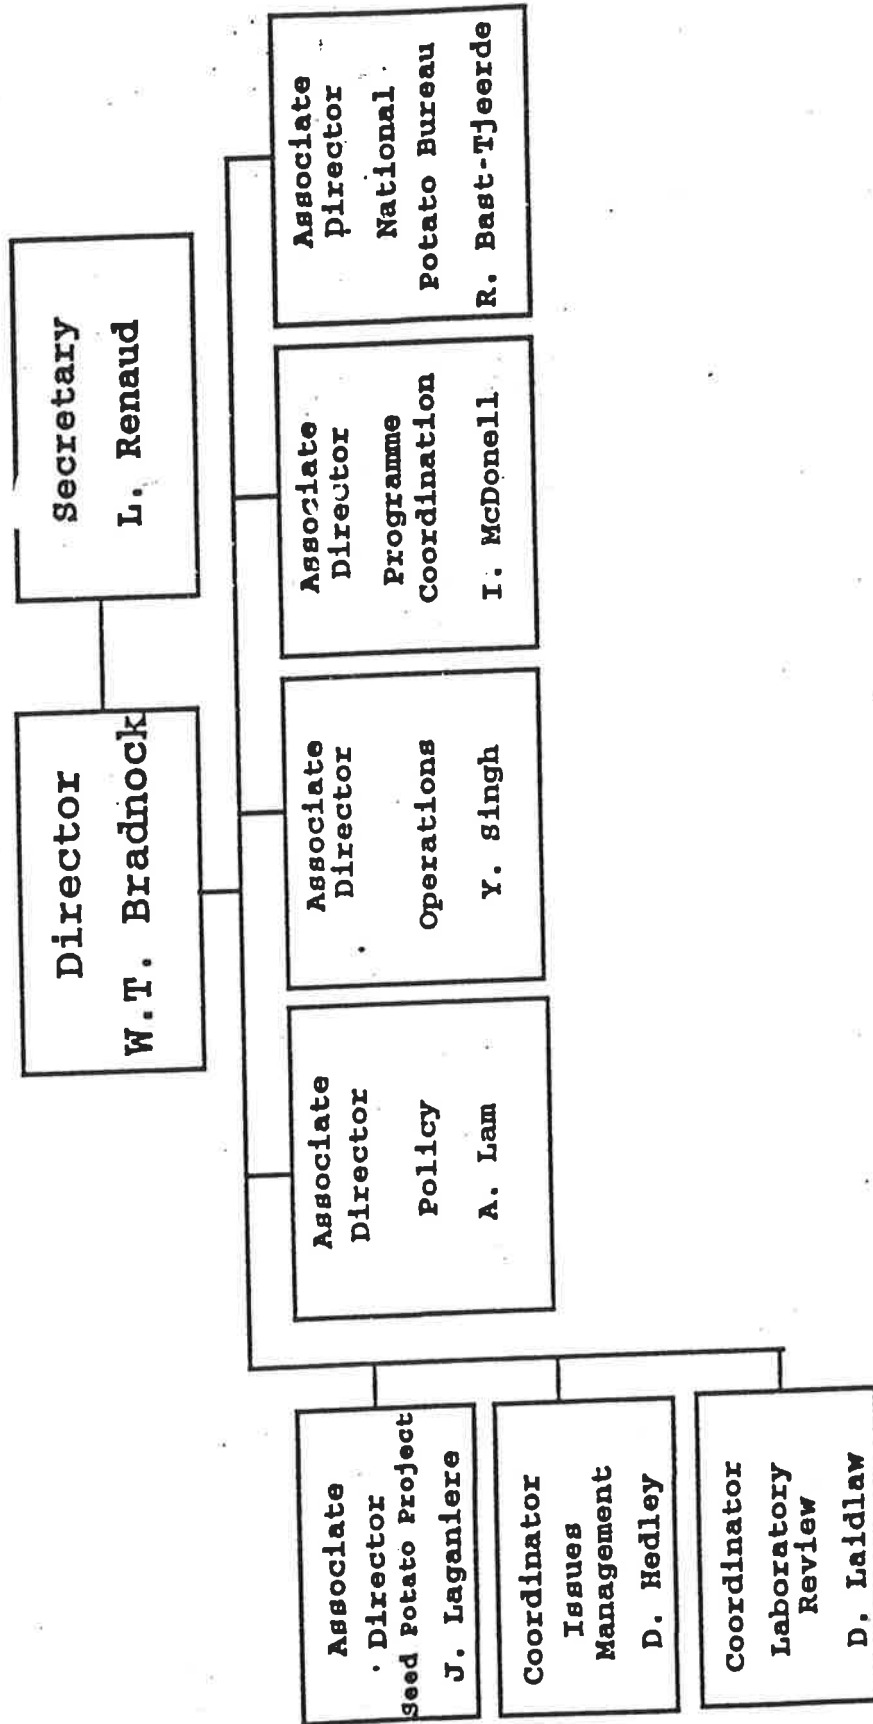 Director
W.T. Bradnock
Secretary
L. Renaud
Associate
Director
Seed Potato Project
J. Laganiere
Coordinator
Issues
Management
D. Hedley
Coordinator
Laboratory
Review
D. Laidlaw
Associate
Director
Policy
A. Lam
Associate
Director
Operations
Y. Singh
Associate
Director
Programme
Coordination
I. McDonell
Associate
Director
National
Potato Bureau
R. Bast-Tjeerde